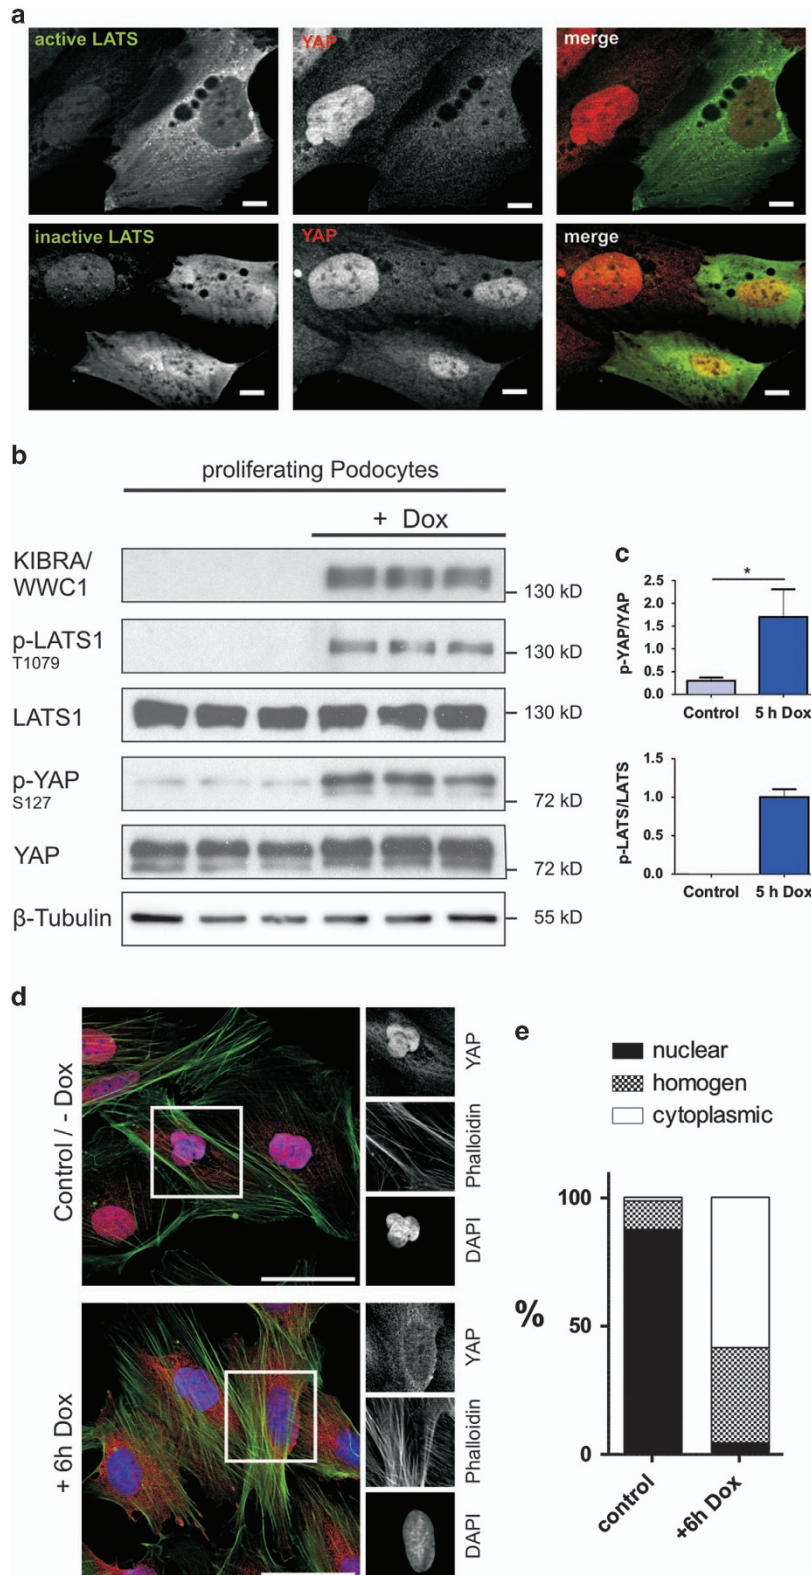 a
active LATS
YAP
merge
inactive LATS
YAP
merge
b
proliferating Podocytes
+ Dox
KIBRA/
WWC1
130 kD
p-LATS1
T1079
130 kD
LATS1
130 kD
p-YAP
S127
72 kD
YAP
72 kD
β-Tubulin
55 kD
c
*
p-YAP/YAP
2.5
2.0
1.5
1.0
0.5
0.0
Control 5 h Dox
p-LATS/LATS
1.5
1.0
0.5
0.0
Control 5 h Dox
d
Control / - Dox
YAP
Phalloidin
DAPI
+ 6h Dox
YAP
Phalloidin
DAPI
e
nuclear
homogen
cytoplasmic
%
100
50
0
control
+6h Dox